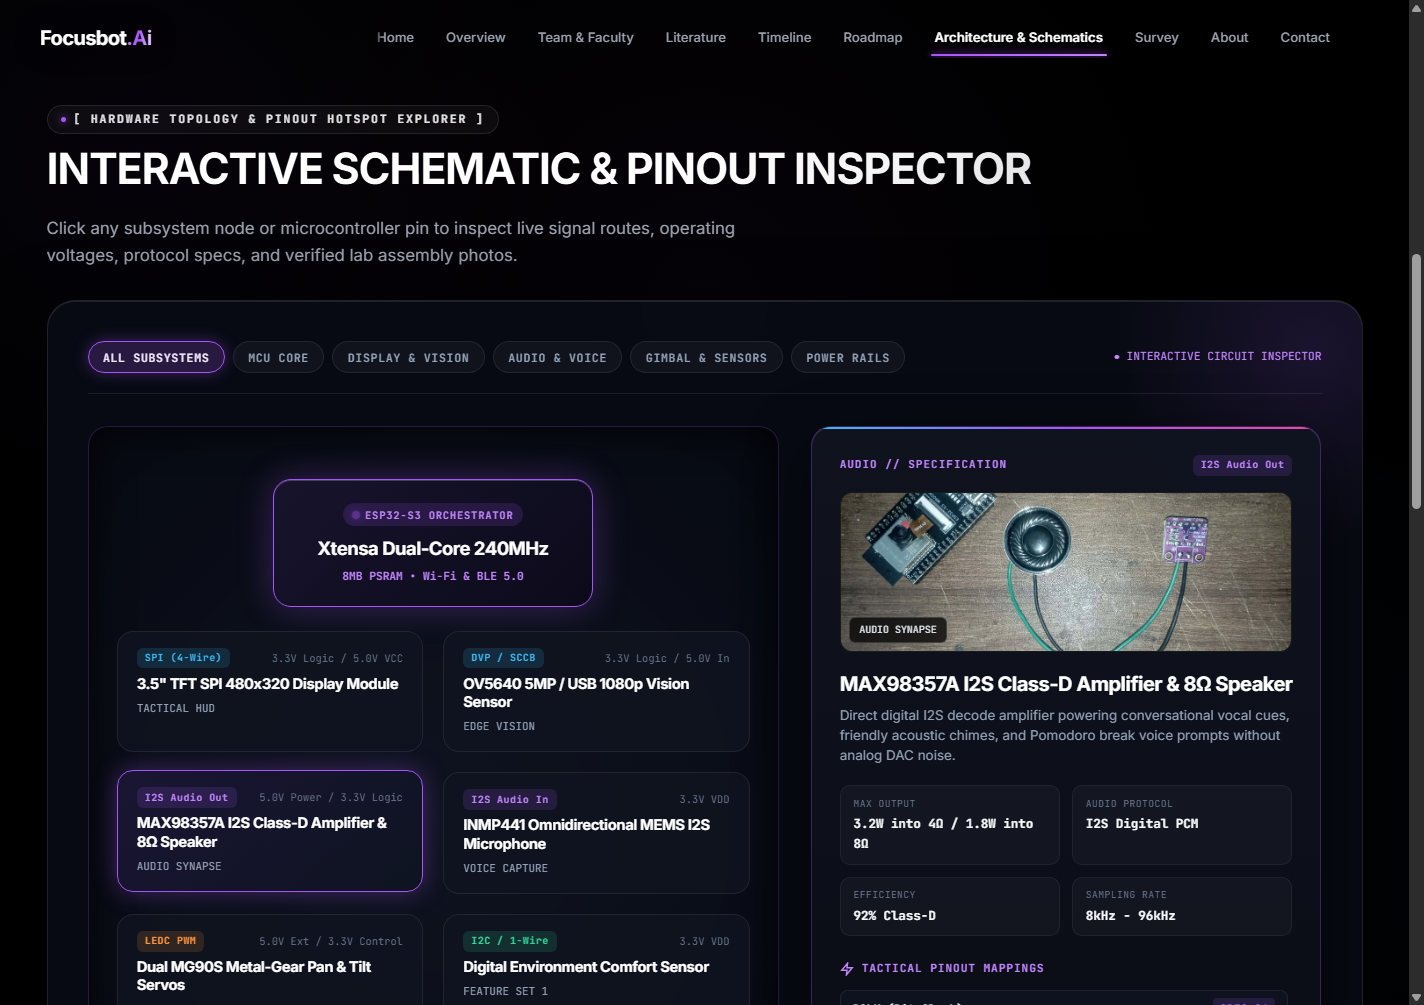 Focusbot.Ai
Home
Overview
Team & Faculty
Literature
Timeline
Roadmap
Architecture & Schematics
Survey
About
Contact
[ HARDWARE TOPOLOGY & PINOUT HOTSPOT EXPLORER ]
INTERACTIVE SCHEMATIC & PINOUT INSPECTOR
Click any subsystem node or microcontroller pin to inspect live signal routes, operating
voltages, protocol specs, and verified lab assembly photos.
ALL SUBSYSTEMS
MCU CORE
DISPLAY & VISION
AUDIO & VOICE
GIMBAL & SENSORS
POWER RAILS
INTERACTIVE CIRCUIT INSPECTOR
ESP32-S3 ORCHESTRATOR
Xtensa Dual-Core 240MHz
8MB PSRAM • Wi-Fi & BLE 5.0
SPI (4-Wire)
3.3V Logic / 5.0V VCC
3.5" TFT SPI 480x320 Display Module
TACTICAL HUD
DVP / SCCB
3.3V Logic / 5.0V In
OV5640 5MP / USB 1080p Vision
Sensor
EDGE VISION
I2S Audio Out
5.0V Power / 3.3V Logic
MAX98357A I2S Class-D Amplifier &
8Ω Speaker
AUDIO SYNAPSE
I2S Audio In
3.3V VDD
INMP441 Omnidirectional MEMS I2S
Microphone
VOICE CAPTURE
LEDC PWM
5.0V Ext / 3.3V Control
Dual MG90S Metal-Gear Pan & Tilt
Servos
I2C / 1-Wire
3.3V VDD
Digital Environment Comfort Sensor
FEATURE SET 1
AUDIO // SPECIFICATION
I2S Audio Out
AUDIO SYNAPSE
MAX98357A I2S Class-D Amplifier & 8Ω Speaker
Direct digital I2S decode amplifier powering conversational vocal cues,
friendly acoustic chimes, and Pomodoro break voice prompts without
analog DAC noise.
MAX OUTPUT
3.2W into 4Ω / 1.8W into
8Ω
AUDIO PROTOCOL
I2S Digital PCM
EFFICIENCY
92% Class-D
SAMPLING RATE
8kHz - 96kHz
TACTICAL PINOUT MAPPINGS